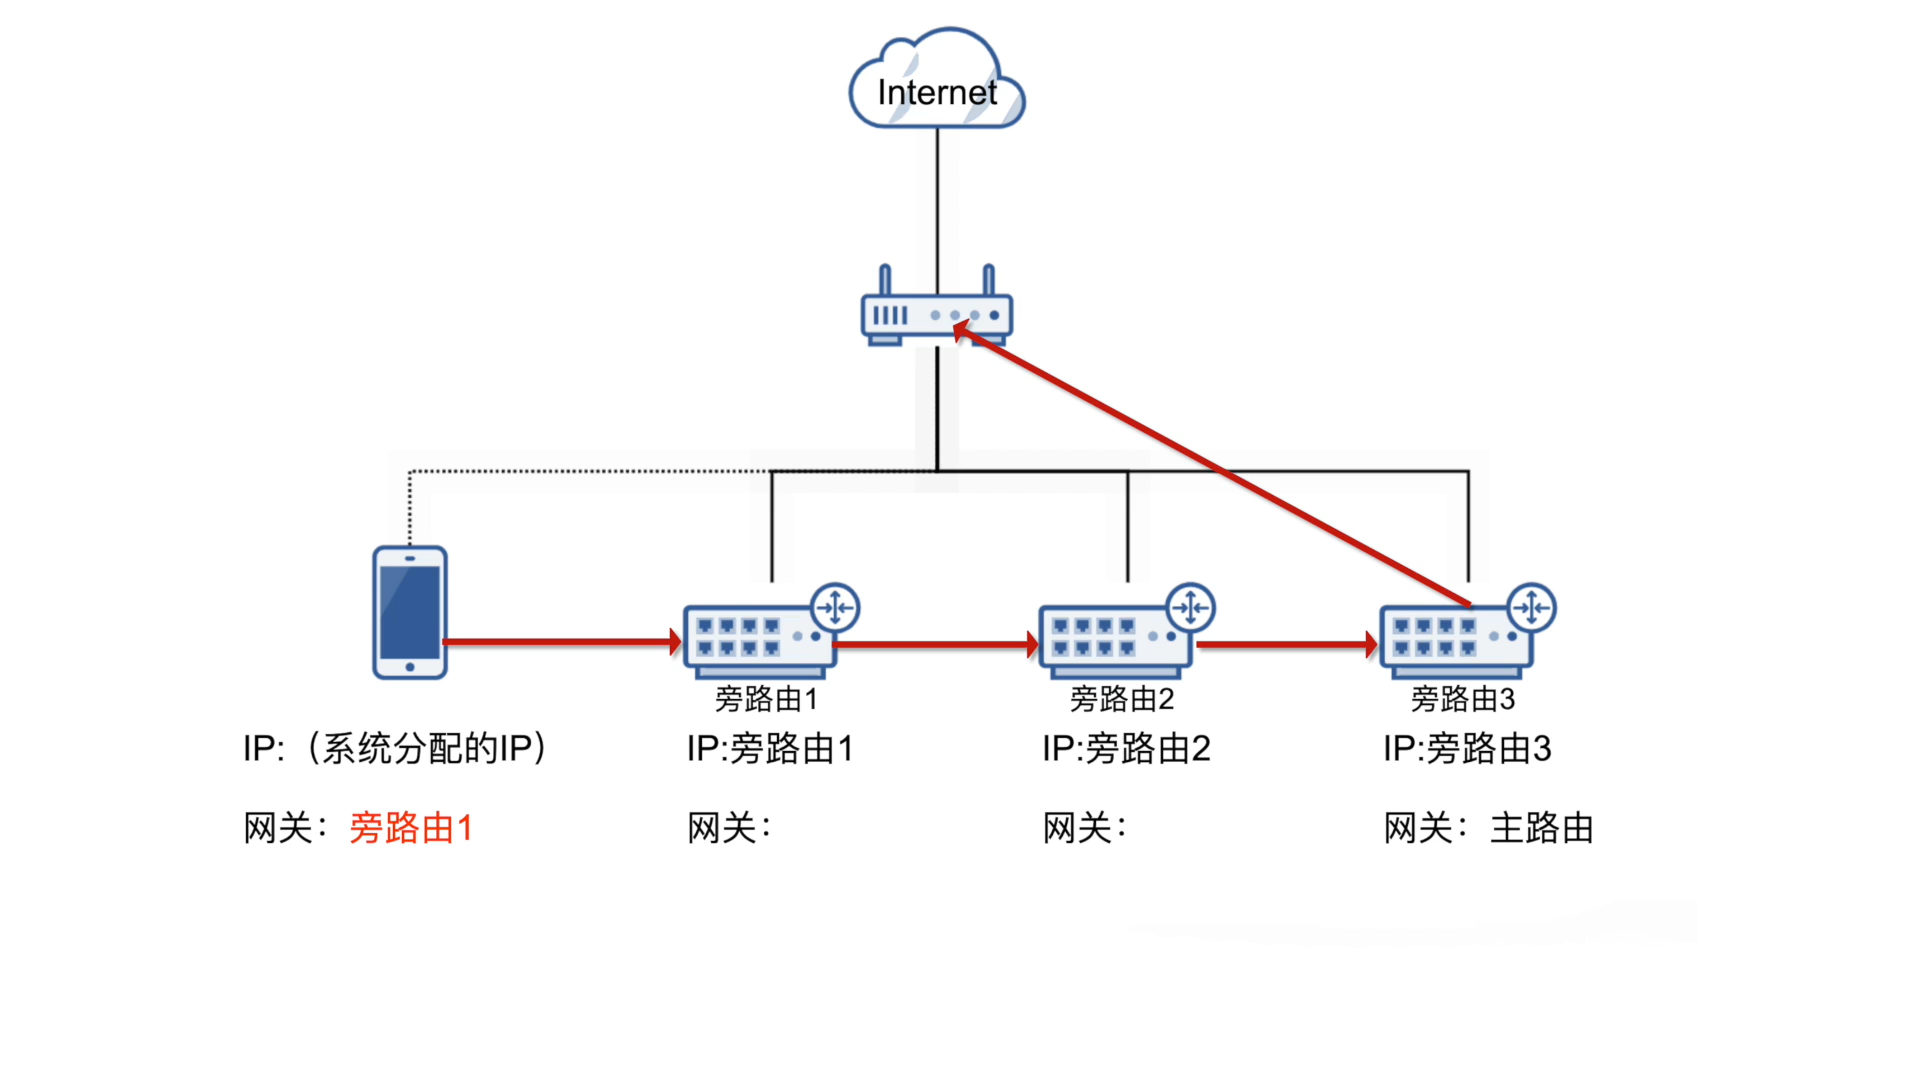 Internet
旁路由1
旁路由2
旁路由3
IP:（系统分配的IP）
IP:旁路由1
IP:旁路由2
IP:旁路由3
网关：旁路由1
网关：
网关：
网关：主路由